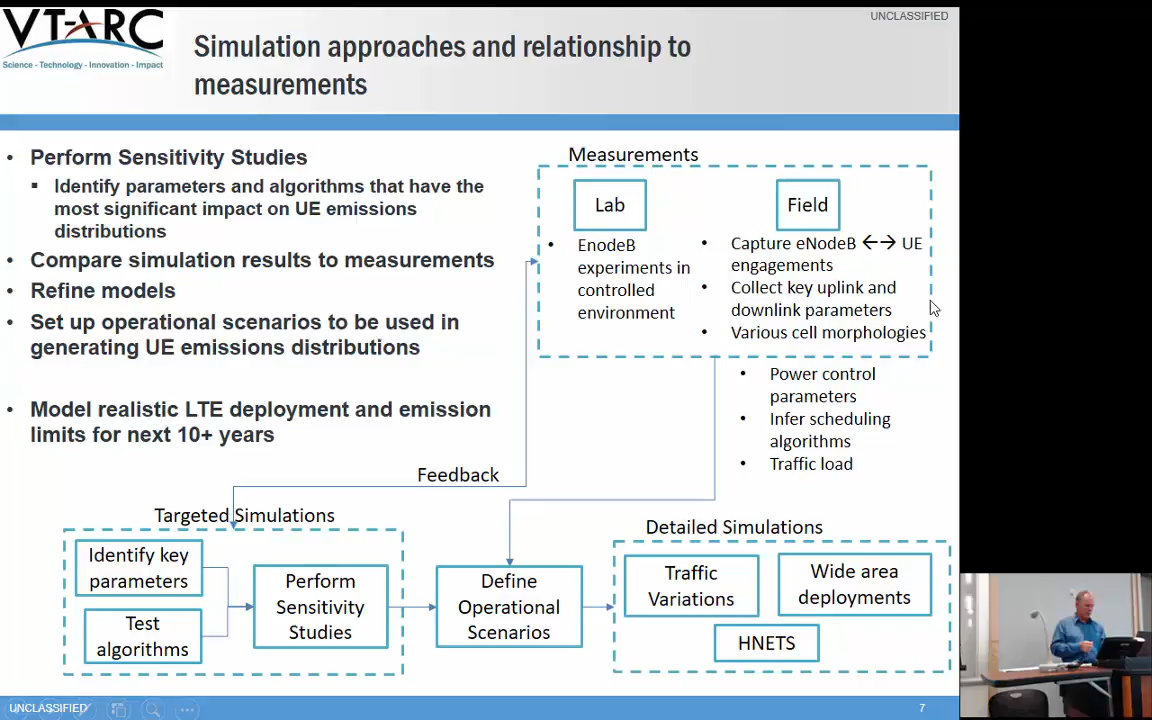 VT-ARC
Science - Technology - Innovation - Impact
UNCLASSIFIED
Simulation approaches and relationship to
measurements
• Perform Sensitivity Studies
▪ Identify parameters and algorithms that have the
most significant impact on UE emissions
distributions
• Compare simulation results to measurements
• Refine models
• Set up operational scenarios to be used in
generating UE emissions distributions
• Model realistic LTE deployment and emission
limits for next 10+ years
Measurements
Lab
• EnodeB
experiments in
controlled
environment
Field
• Capture eNodeB ←→ UE
engagements
• Collect key uplink and
downlink parameters
• Various cell morphologies
• Power control
parameters
• Infer scheduling
algorithms
• Traffic load
Feedback
Targeted Simulations
Identify key
parameters
Test
algorithms
Perform
Sensitivity
Studies
Define
Operational
Scenarios
Detailed Simulations
Traffic
Variations
Wide area
deployments
HNETS
UNCLASSIFIED
7